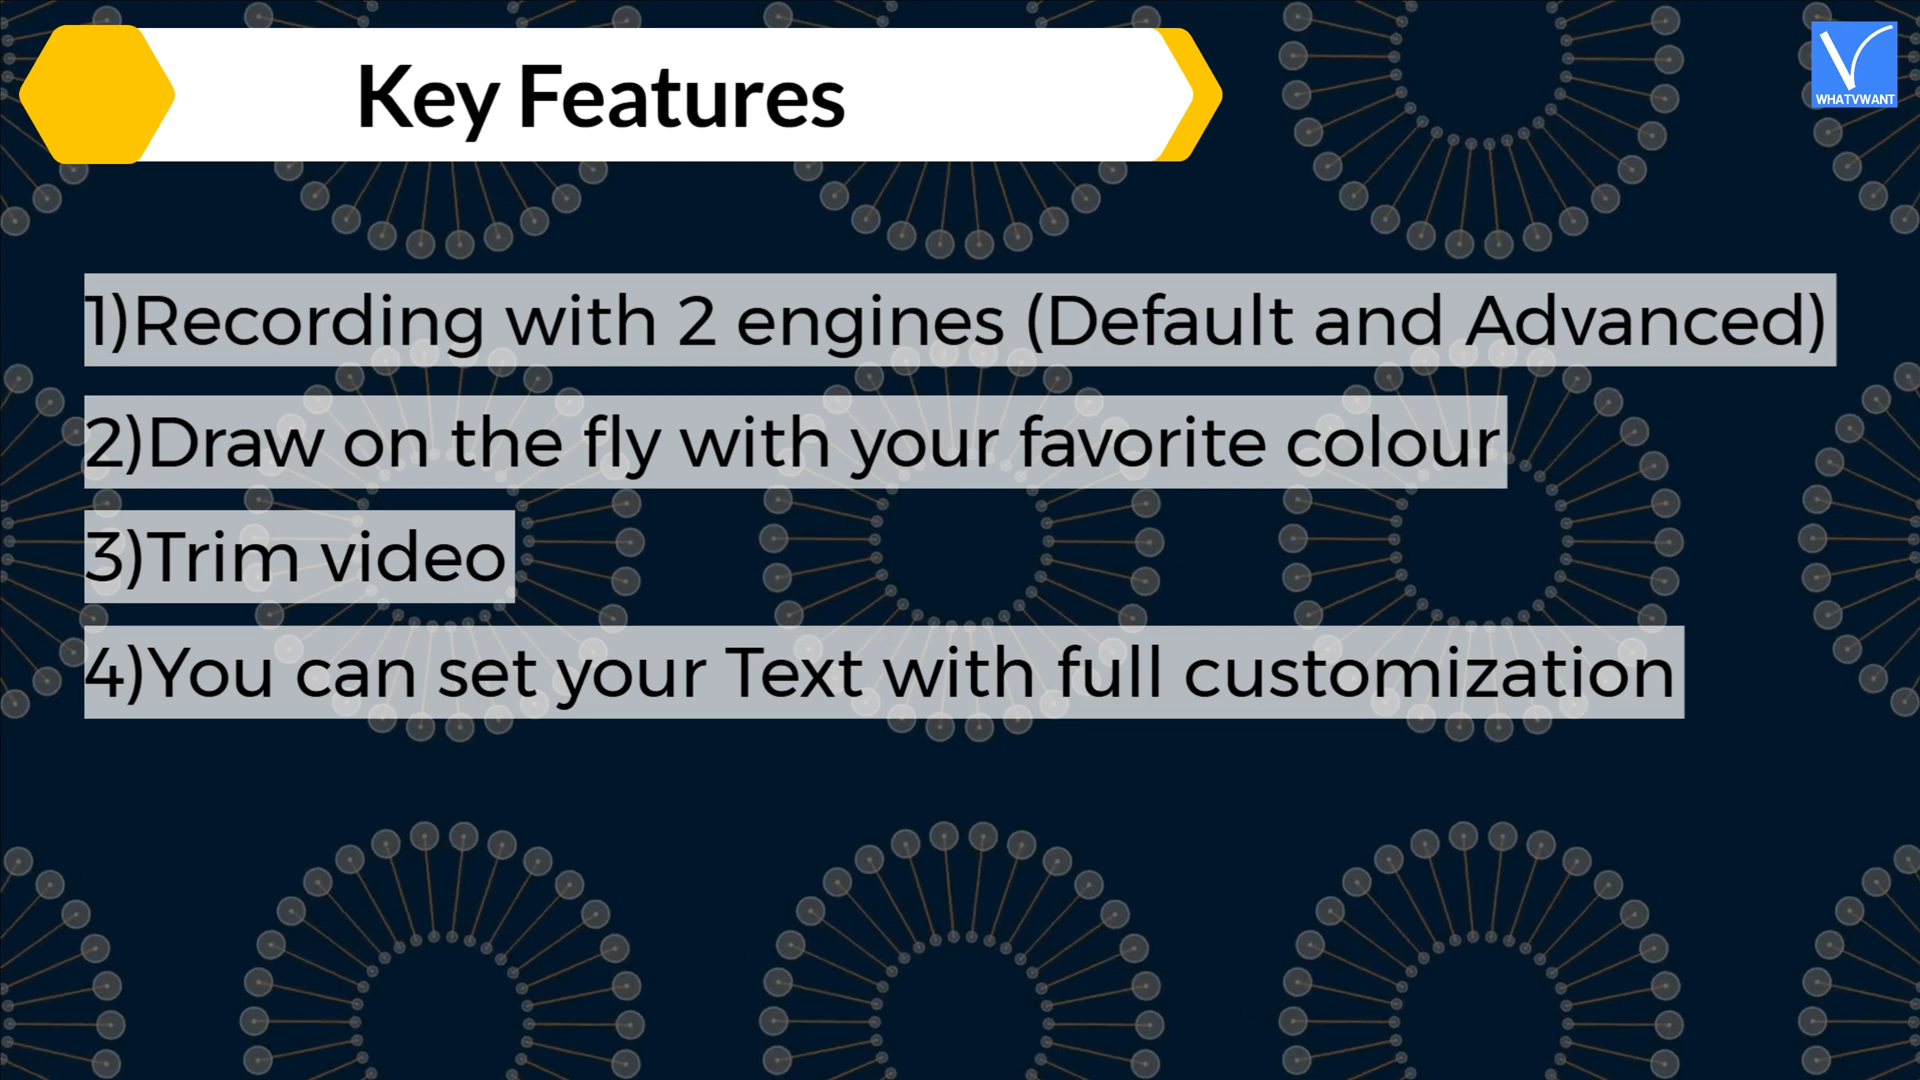 Key Features
WHATVWANT
1)Recording with 2 engines (Default and Advanced)
2)Draw on the fly with your favorite colour
3)Trim video
4)You can set your Text with full customization